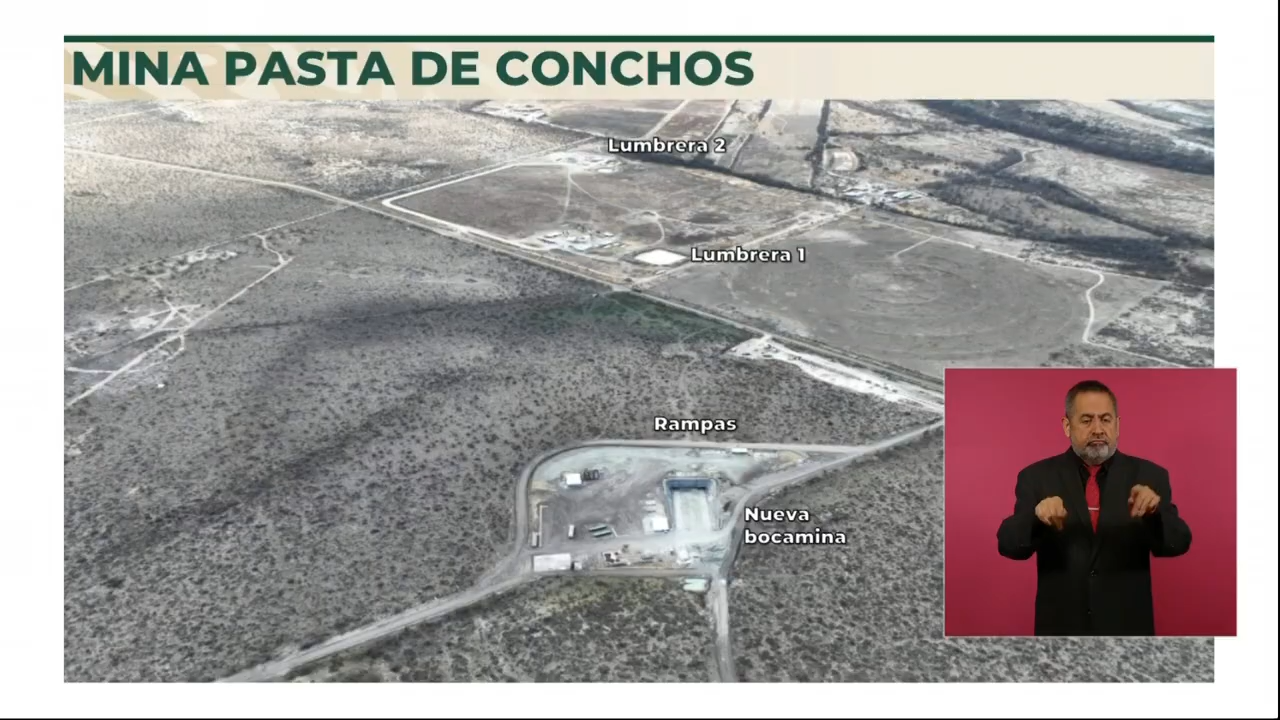 MINA PASTA DE CONCHOS
Lumbrera 2
Lumbrera 1
Rampas
Nueva
bocamina